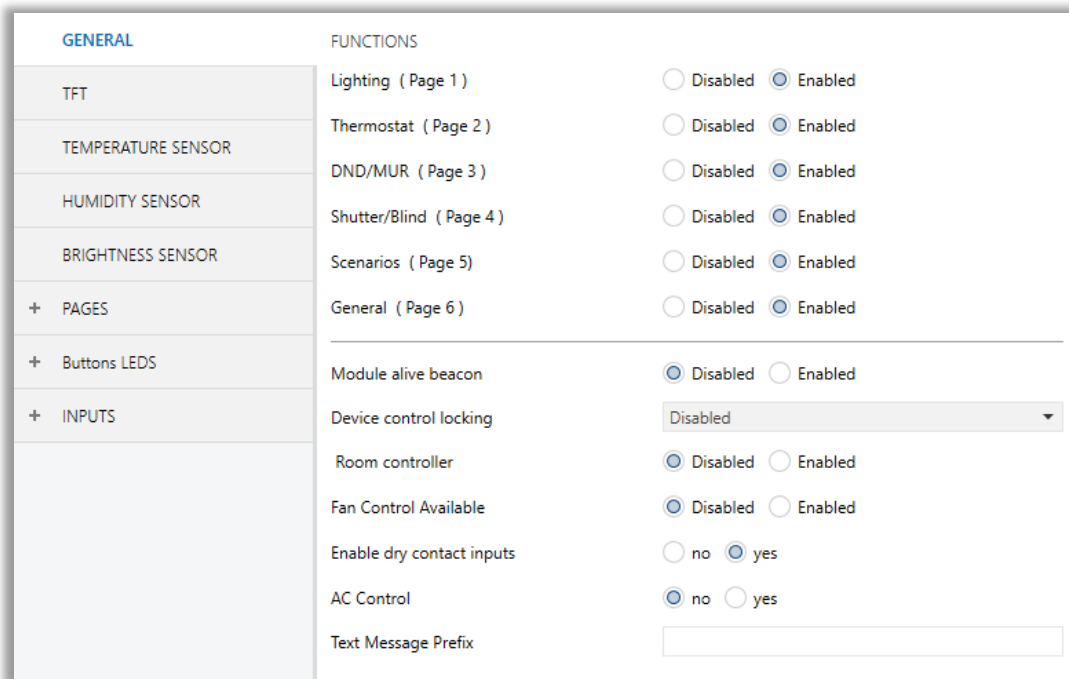 GENERAL
TFT
TEMPERATURE SENSOR
HUMIDITY SENSOR
BRIGHTNESS SENSOR
+ PAGES
+ Buttons LEDS
+ INPUTS
FUNCTIONS
Lighting ( Page 1 ) Disabled Enabled
Thermostat ( Page 2 ) Disabled Enabled
DND/MUR ( Page 3 ) Disabled Enabled
Shutter/Blind ( Page 4 ) Disabled Enabled
Scenarios ( Page 5) Disabled Enabled
General ( Page 6 ) Disabled Enabled
Module alive beacon Disabled Enabled
Device control locking Disabled
Room controller Disabled Enabled
Fan Control Available Disabled Enabled
Enable dry contact inputs no yes
AC Control no yes
Text Message Prefix